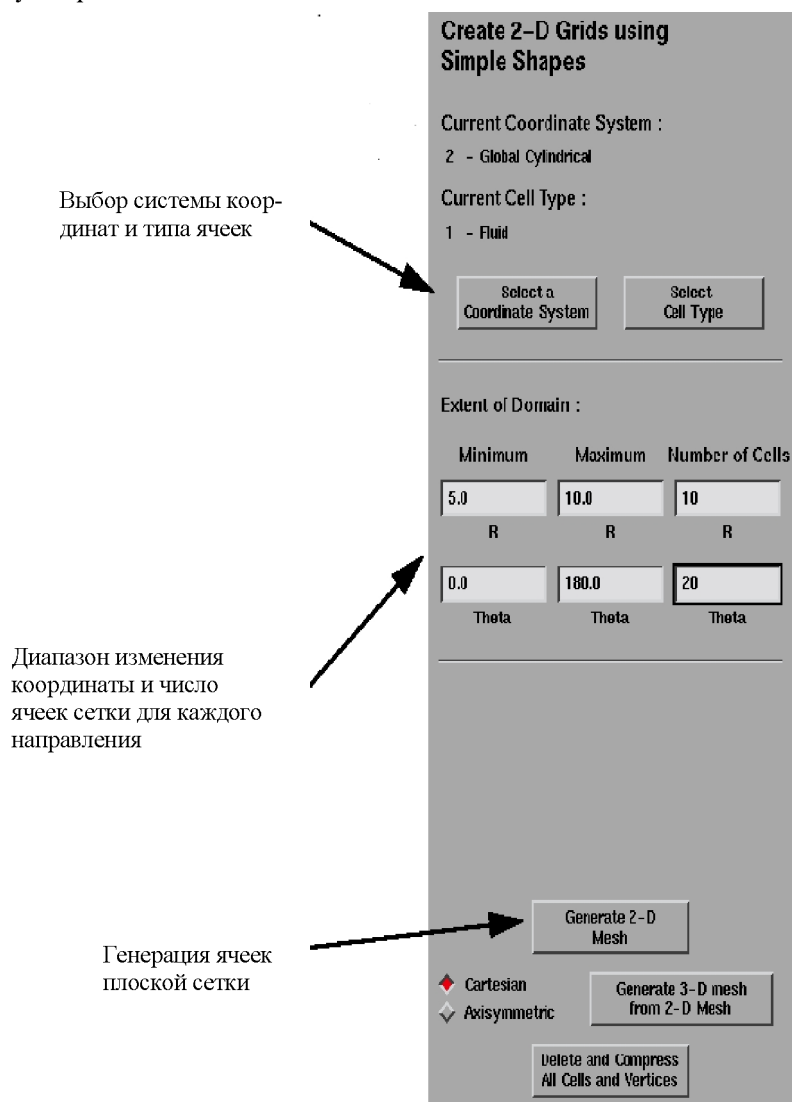 Create 2-D Grids using
Simple Shapes
Current Coordinate System :
2 - Global Cylindrical
Выбор системы коор-
динат и типа ячеек
Current Cell Type :
1 - Fluid
Select a
Coordinate System
Select
Cell Type
Extent of Domain :
Minimum Maximum Number of Cells
5.0 10.0 10
R R R
0.0 180.0 20
Theta Theta Theta
Диапазон изменения
координаты и число
ячеек сетки для каждого
направления
Generate 2-D
Mesh
Генерация ячеек
плоской сетки
Cartesian
Axisymmetric
Generate 3-D mesh
from 2-D Mesh
Delete and Compress
All Cells and Vertices